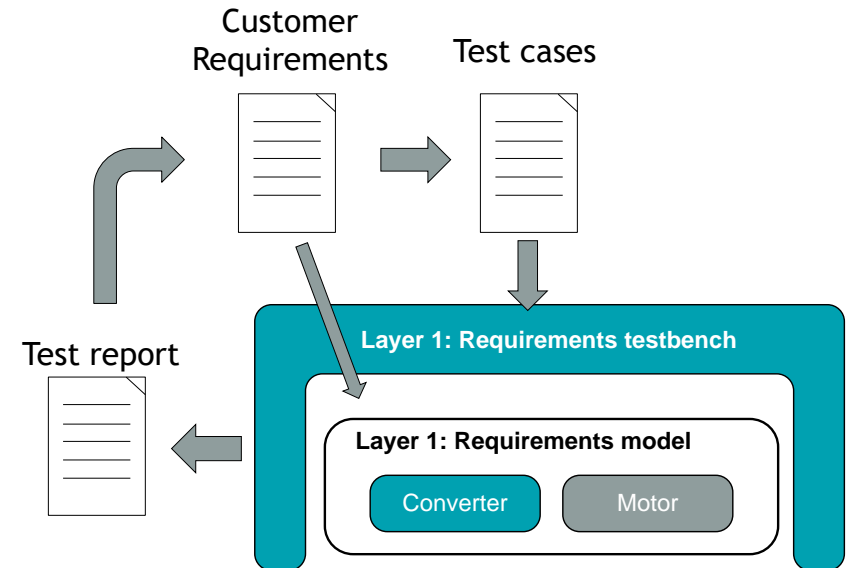 Customer
Requirements
Test cases
Layer 1: Requirements testbench
Test report
Layer 1: Requirements model
Converter
Motor